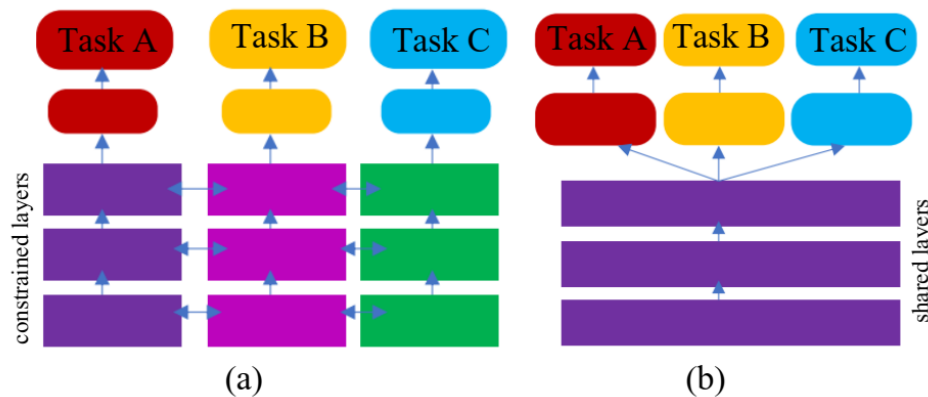 Task A
Task B
Task C
constrained layers
(a)
Task A
Task B
Task C
shared layers
(b)